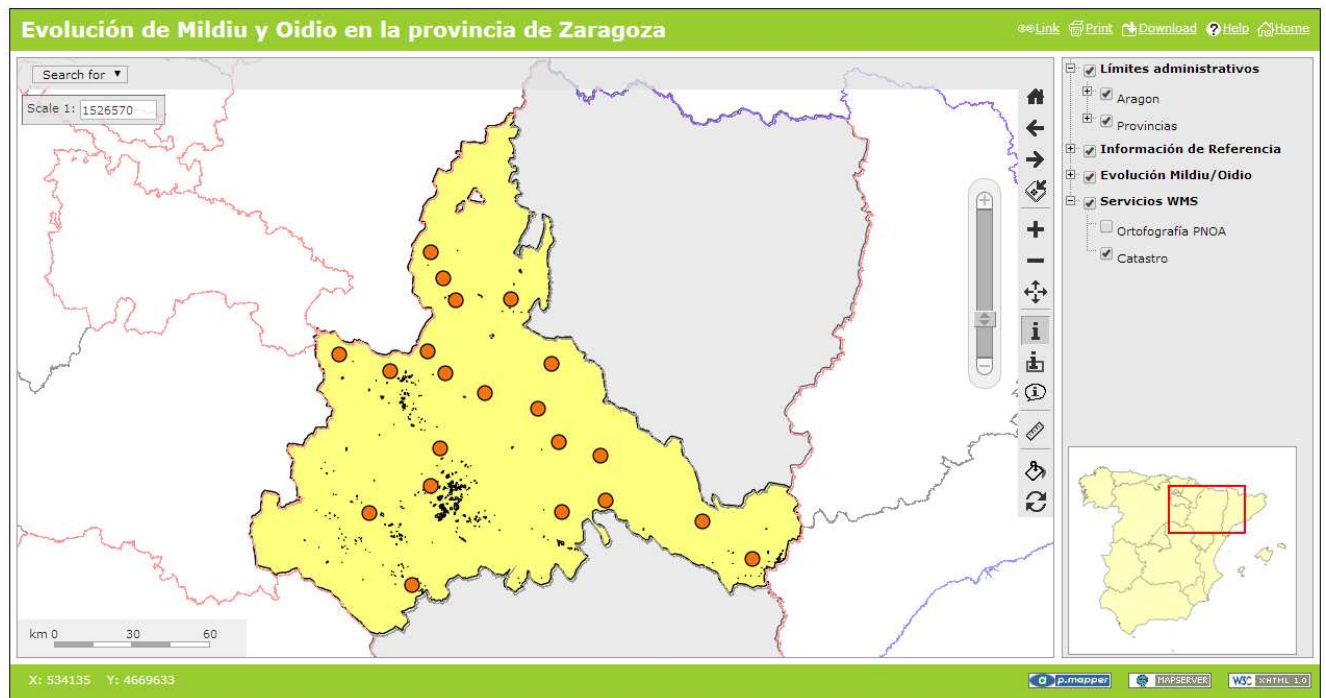 Evolución de Mildiu y Oidio en la provincia de Zaragoza
Link Print Download Help Home
Search for ▼
Scale 1: 1526570
km 0 30 60
Límites administrativos
Aragon
Provincias
Información de Referencia
Evolución Mildiu/Oidio
Servicios WMS
Ortofografía PNOA
Catastro
X: 534135 Y: 4669633
p.mapper MAPSERVER W3C XHTML 1.0